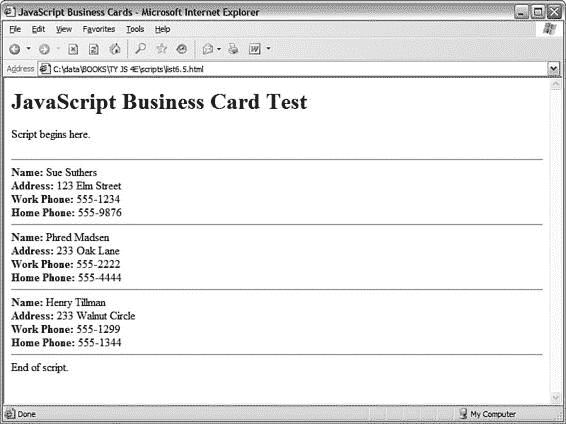 JavaScript Business Cards - Microsoft Internet Explorer
File Edit View Favorites Tools Help
Address C:\data\BOOKS\TY JS 4E\scripts\list6.5.html
JavaScript Business Card Test
Script begins here.
Name: Sue Suthers
Address: 123 Elm Street
Work Phone: 555-1234
Home Phone: 555-9876
Name: Phred Madsen
Address: 233 Oak Lane
Work Phone: 555-2222
Home Phone: 555-4444
Name: Henry Tillman
Address: 233 Walnut Circle
Work Phone: 555-1299
Home Phone: 555-1344
End of script.
Done My Computer